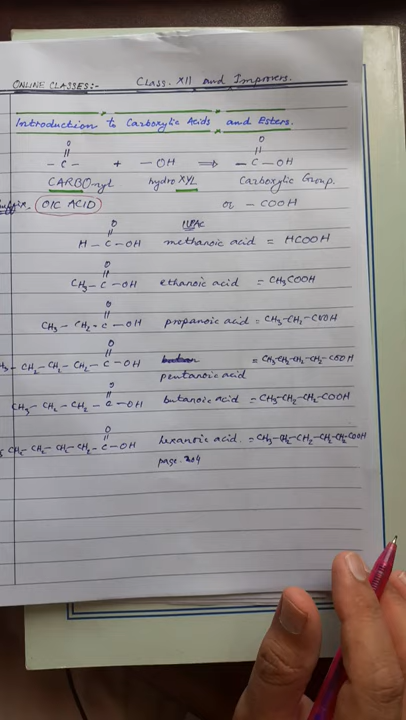 ONLINE CLASSES:- Class. XII and Improvers.
Introduction to Carboxylic Acids and Esters.
O O
|| ||
- C - + - OH ⇒ - C - OH
CARBOnyl hydroXYL Carboxylic Group.
OIC ACID or - COOH
O IUPAC
||
H - C - OH methanoic acid = HCOOH
O
||
CH3 - C - OH ethanoic acid = CH3COOH
O
||
CH3 - CH2 - C - OH propanoic acid = CH3-CH2-COOH
O
||
CH2 - CH2 - CH2 - C - OH = CH3-CH2-CH2-CH2-COOH
pentanoic acid
O
||
CH3 - CH2 - CH2 - C - OH butanoic acid = CH3-CH2-CH2-COOH
O
||
CH2 - CH2 - CH2 - CH2 - C - OH hexanoic acid. = CH3-CH2-CH2-CH2-CH2-COOH
page. 204